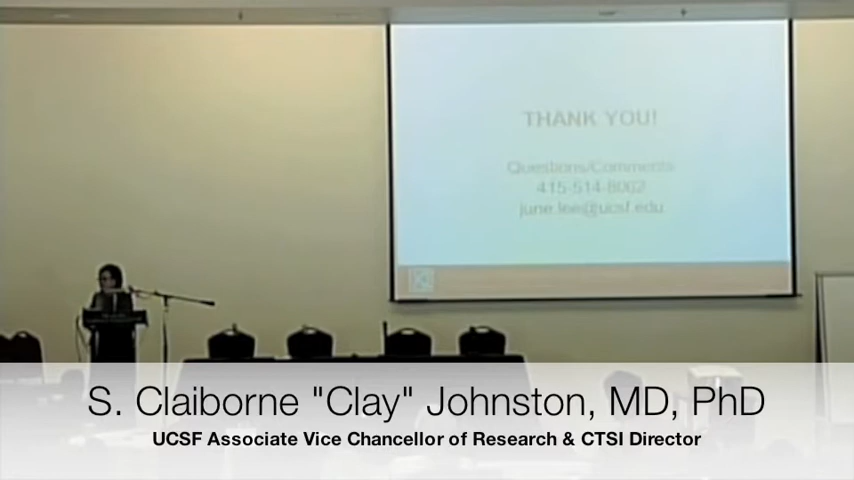 THANK YOU!
Questions/Comments
415-514-8002
june.lee@ucsf.edu
S. Claiborne "Clay" Johnston, MD, PhD
UCSF Associate Vice Chancellor of Research & CTSI Director